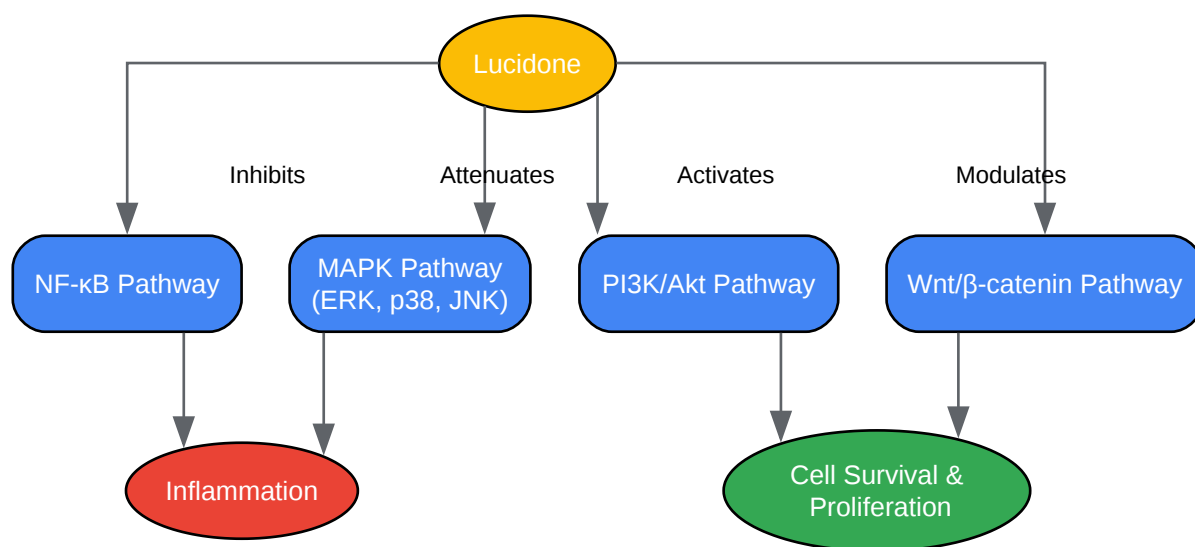 Lucidone
Inhibits
Attenuates
Activates
Modulates
NF-κB Pathway
MAPK Pathway
(ERK, p38, JNK)
PI3K/Akt Pathway
Wnt/β-catenin Pathway
Inflammation
Cell Survival &
Proliferation